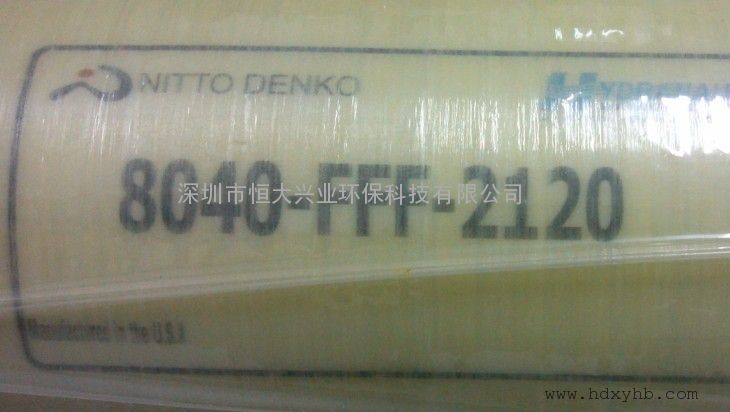 NITTO DENKO
8040-FFF-2120
深圳市恒大兴业环保科技有限公司
Manufactured in the U.S.A
www.hdxyhb.com